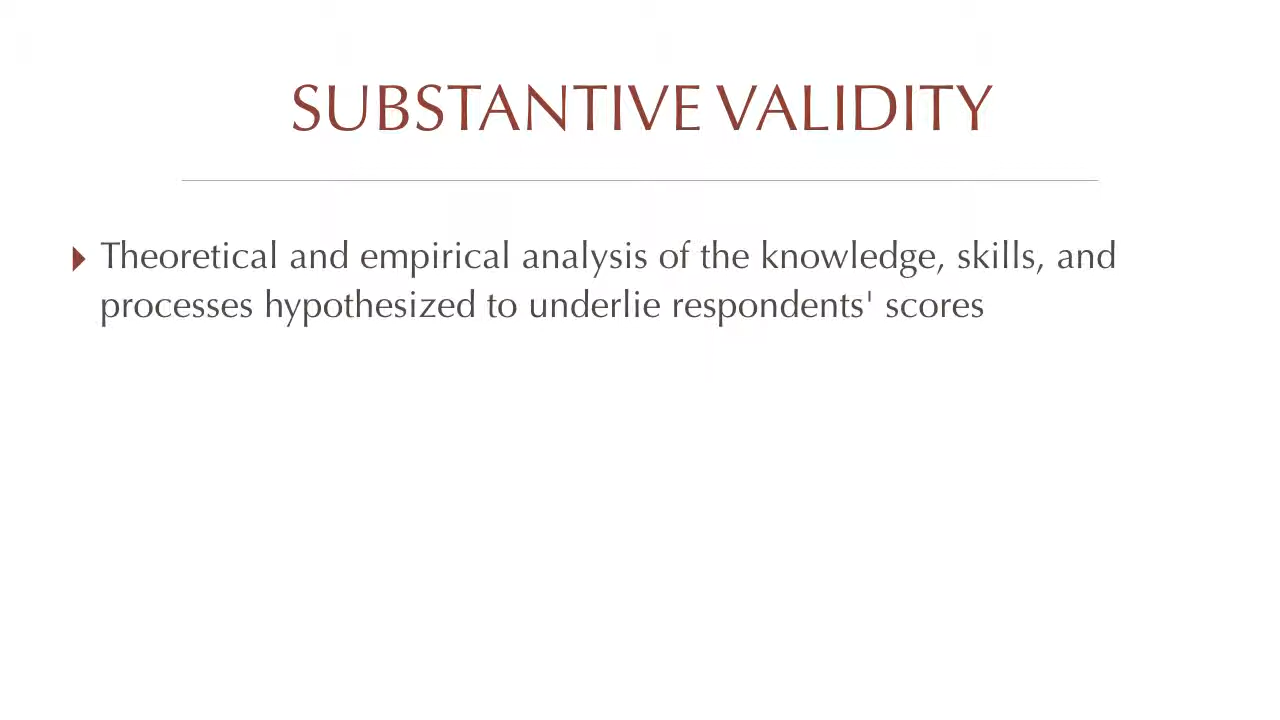 SUBSTANTIVE VALIDITY
Theoretical and empirical analysis of the knowledge, skills, and
processes hypothesized to underlie respondents' scores